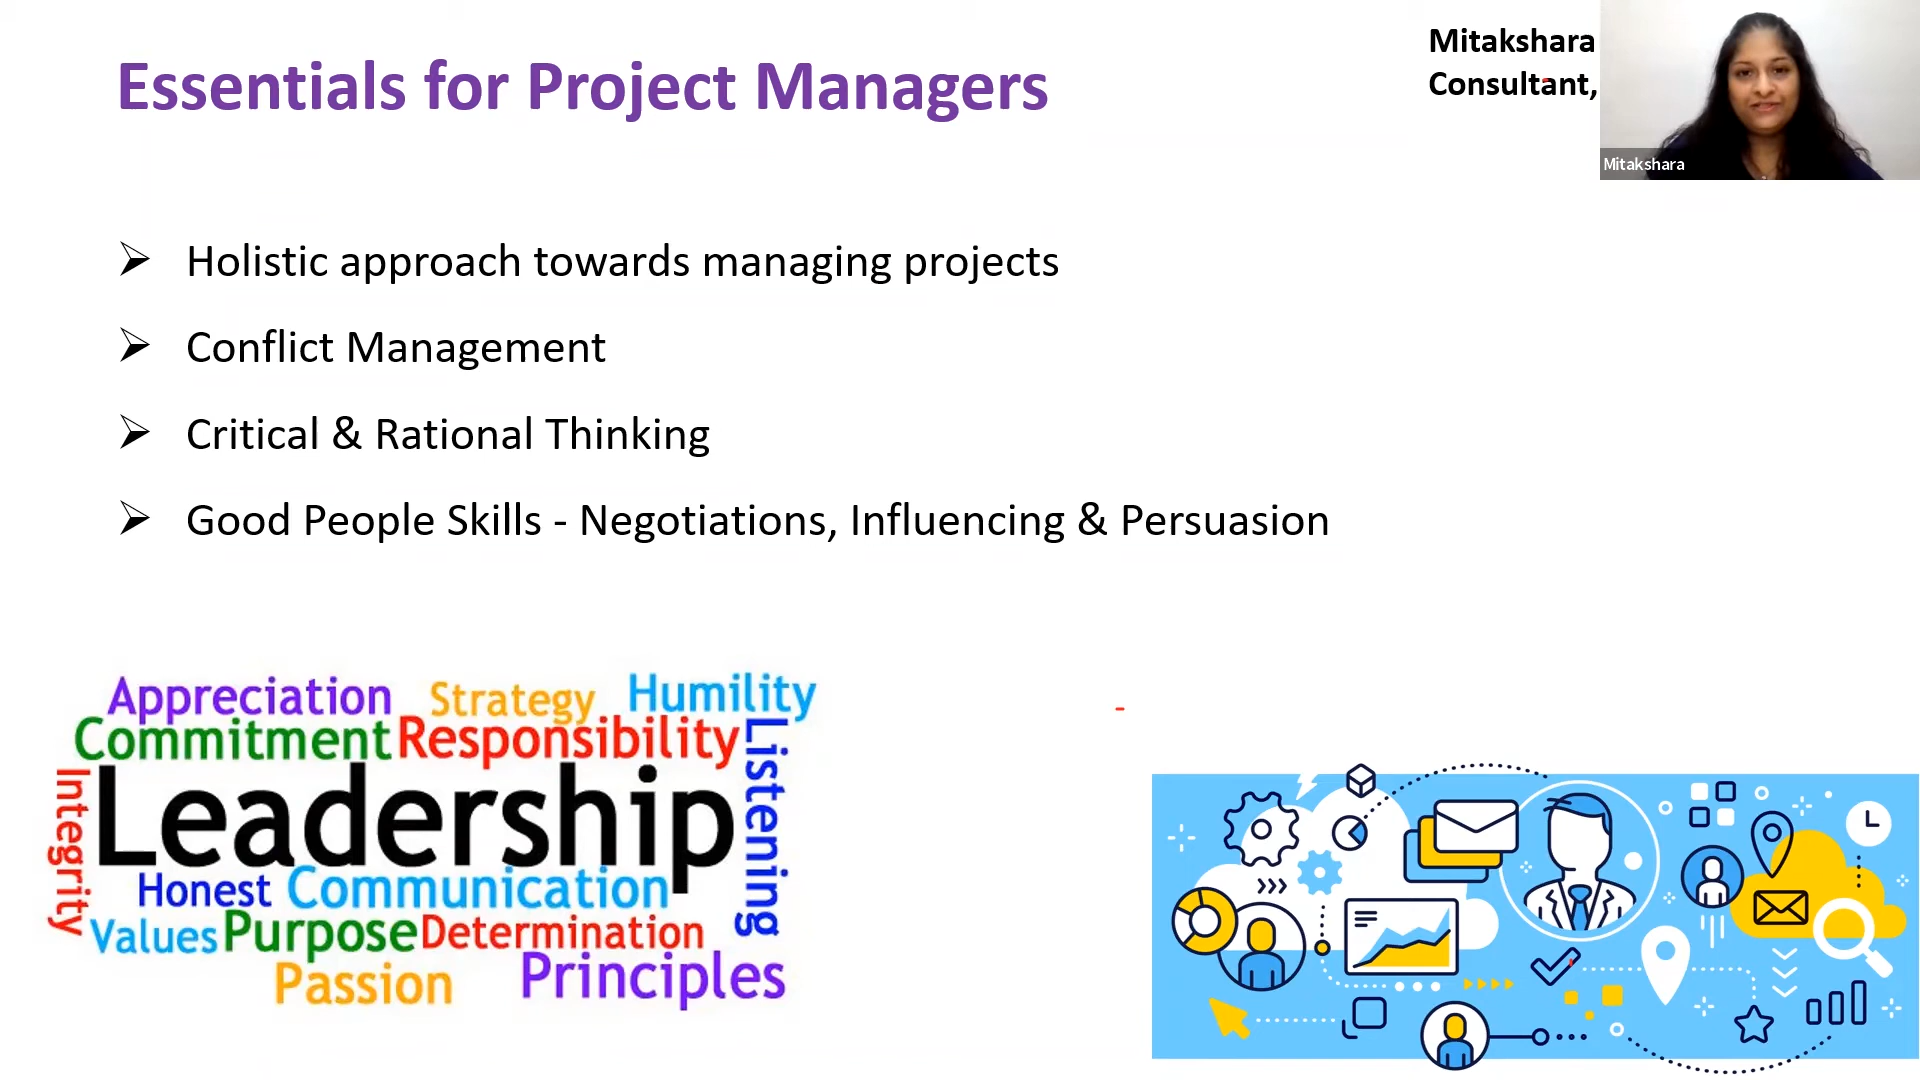 Essentials for Project Managers
Mitakshara
Consultant,
Mitakshara
Holistic approach towards managing projects
Conflict Management
Critical & Rational Thinking
Good People Skills - Negotiations, Influencing & Persuasion
Appreciation Strategy Humility
Commitment Responsibility
Listening
Integrity
Leadership
Honest Communication
Values Purpose Determination
Passion Principles